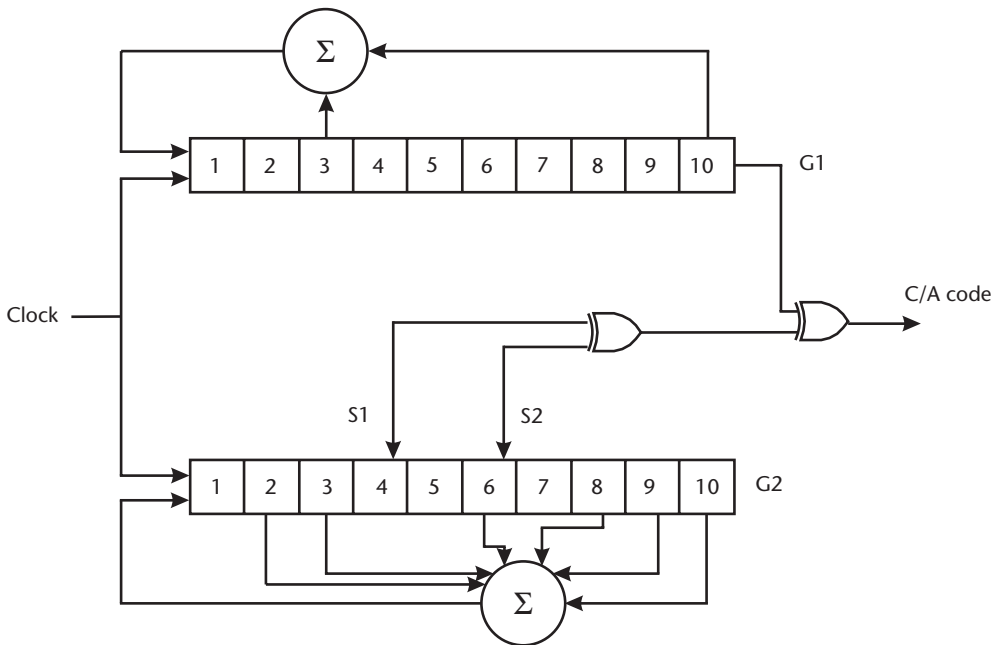 Σ
1 2 3 4 5 6 7 8 9 10 G1
C/A code
Clock
S1 S2
1 2 3 4 5 6 7 8 9 10 G2
Σ